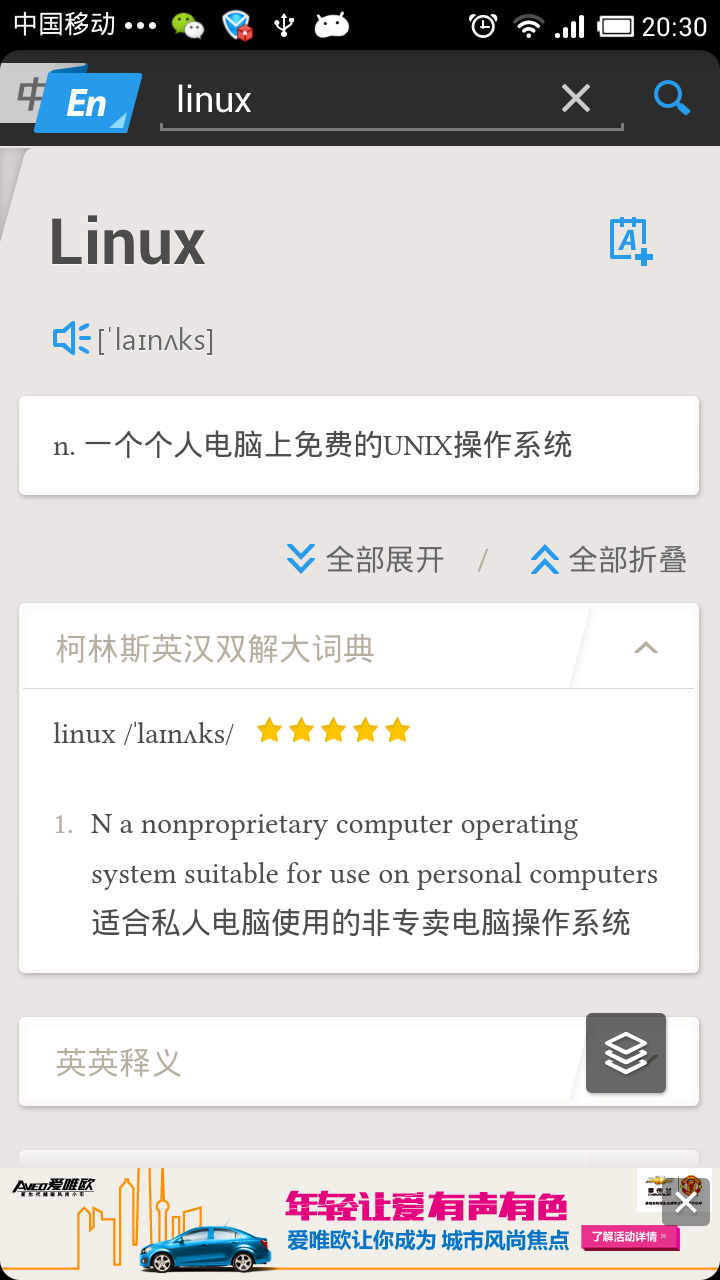 中国移动 20:30
中 En linux
Linux
[ˈlaɪnʌks]
n. 一个个人电脑上免费的UNIX操作系统
全部展开 / 全部折叠
柯林斯英汉双解大词典
linux /ˈlaɪnʌks/
1. N a nonproprietary computer operating
system suitable for use on personal computers
适合私人电脑使用的非专卖电脑操作系统
英英释义
AVEO爱唯欧
年轻让爱有声有色
爱唯欧让你成为 城市风尚焦点
了解活动详情 »